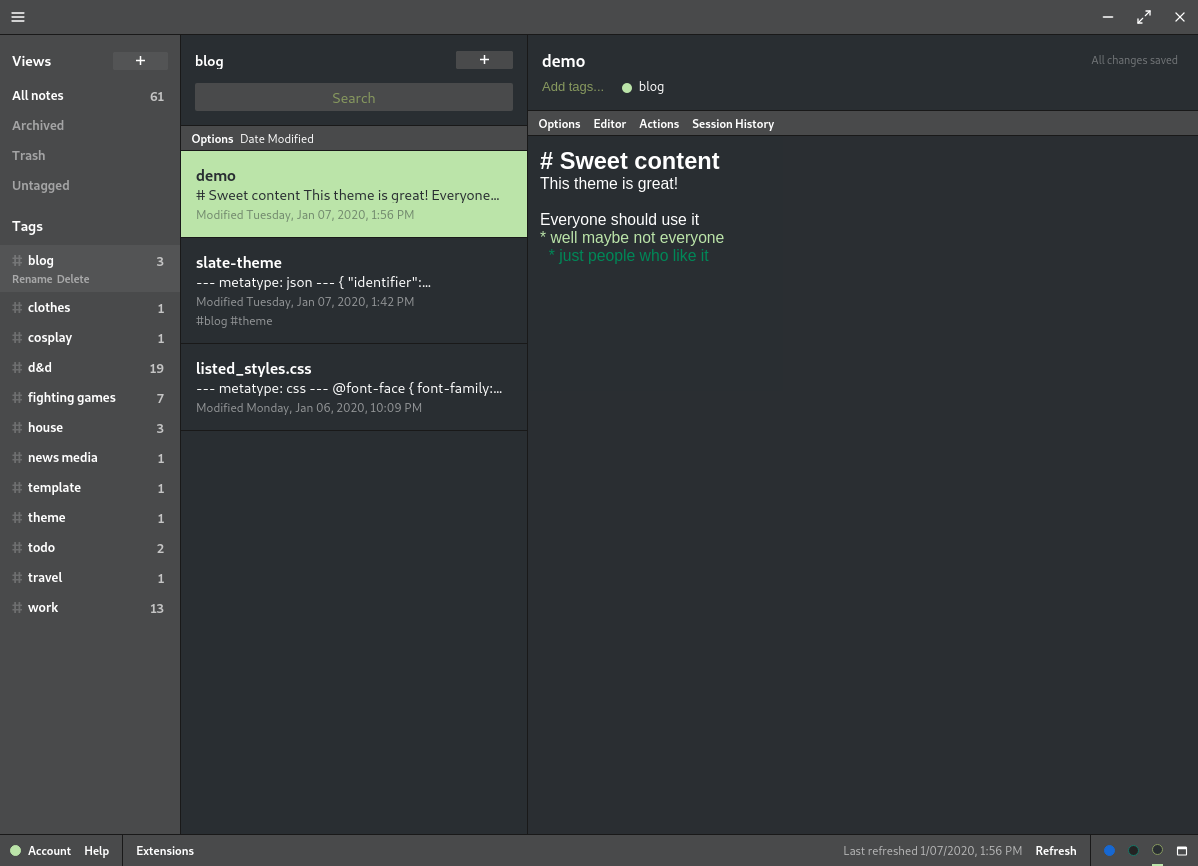 Views
+
All notes 61
Archived
Trash
Untagged
Tags
# blog 3
Rename Delete
# clothes 1
# cosplay 1
# d&d 19
# fighting games 7
# house 3
# news media 1
# template 1
# theme 1
# todo 2
# travel 1
# work 13
blog
+
Search
Options Date Modified
demo
# Sweet content This theme is great! Everyone...
Modified Tuesday, Jan 07, 2020, 1:56 PM
slate-theme
--- metatype: json --- { "identifier":...
Modified Tuesday, Jan 07, 2020, 1:42 PM
#blog #theme
listed_styles.css
--- metatype: css --- @font-face { font-family:...
Modified Monday, Jan 06, 2020, 10:09 PM
demo
All changes saved
Add tags... blog
Options Editor Actions Session History
# Sweet content
This theme is great!
Everyone should use it
* well maybe not everyone
* just people who like it
Account Help Extensions
Last refreshed 1/07/2020, 1:56 PM Refresh